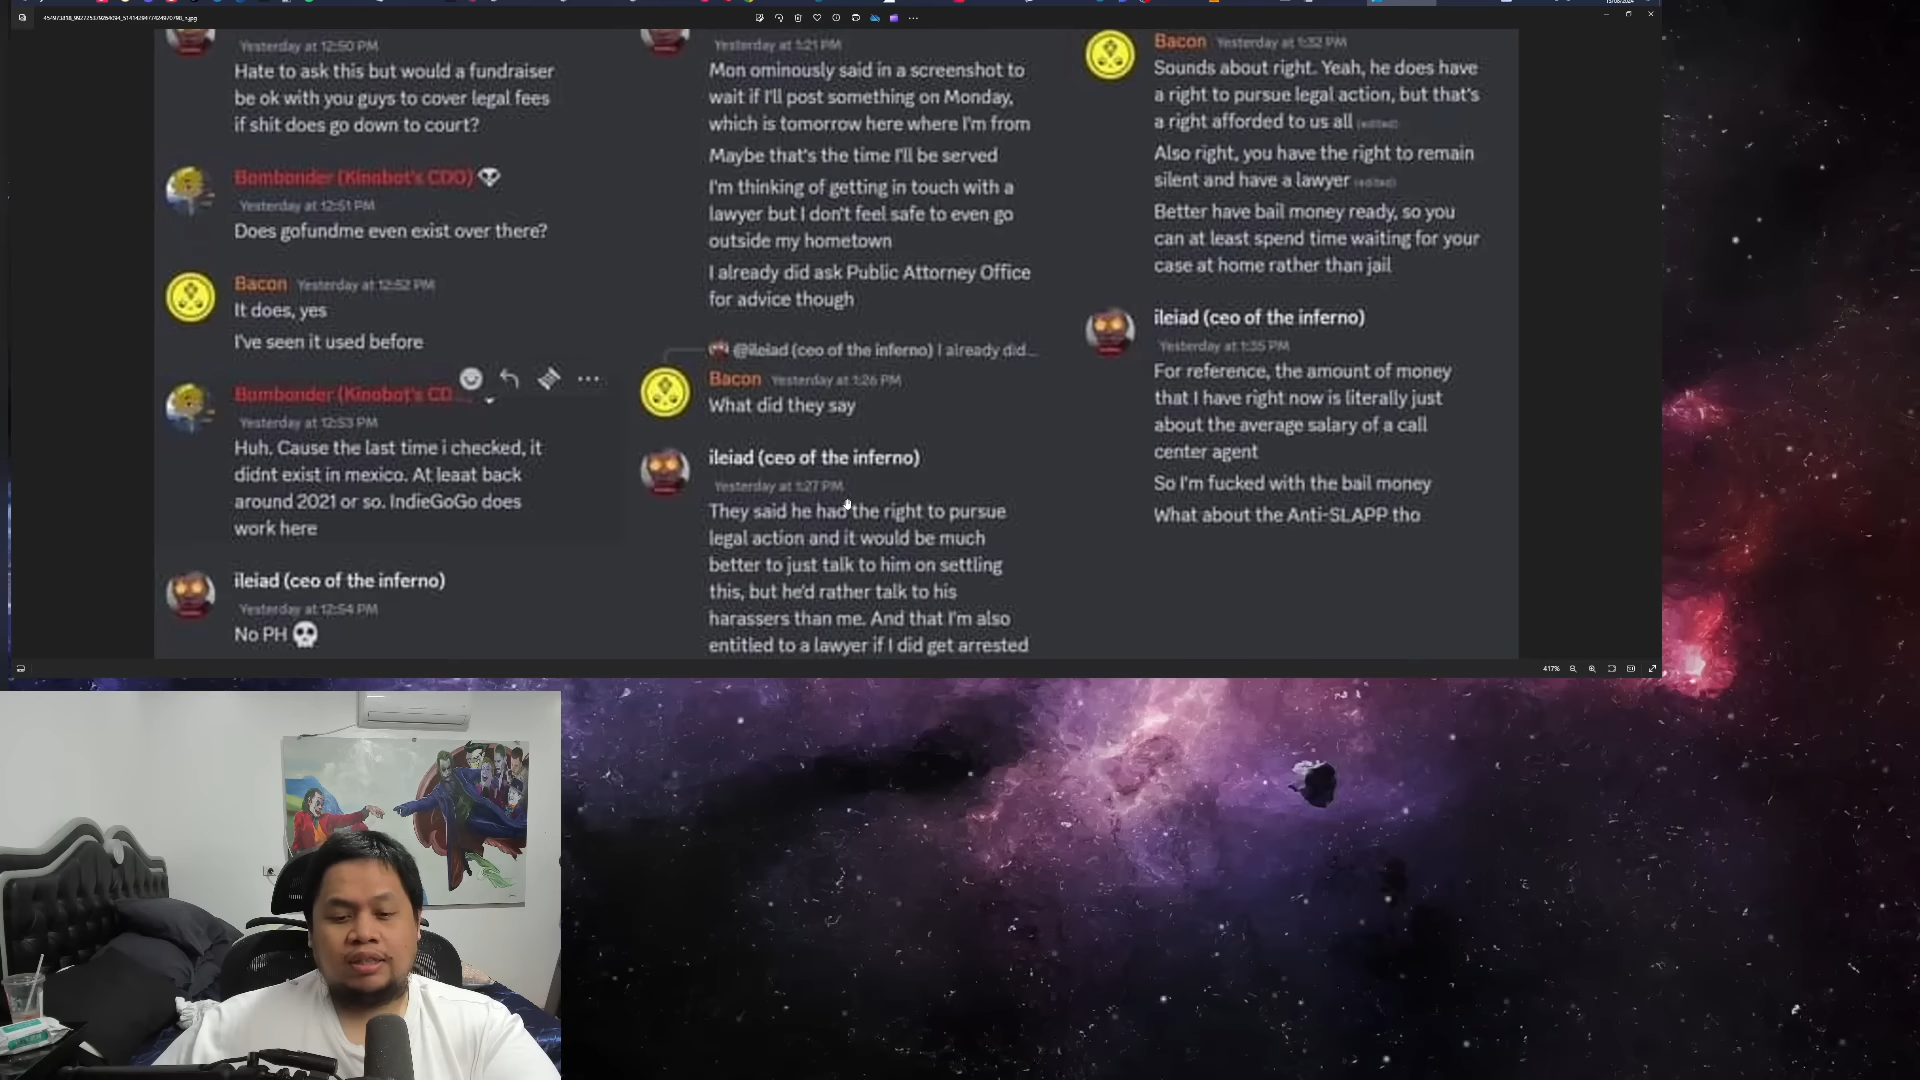 454973818_992725379264094_5141429477424970790_n.jpg
Yesterday at 12:50 PM
Hate to ask this but would a fundraiser
be ok with you guys to cover legal fees
if shit does go down to court?
Bombander (Kinobot's CDO)
Yesterday at 12:51 PM
Does gofundme even exist over there?
Bacon Yesterday at 12:52 PM
It does, yes
I've seen it used before
Bombander (Kinobot's CD...
Yesterday at 12:53 PM
Huh. Cause the last time i checked, it
didnt exist in mexico. At leaat back
around 2021 or so. IndieGoGo does
work here
ileiad (ceo of the inferno)
Yesterday at 12:54 PM
No PH 💀
Yesterday at 1:21 PM
Mon ominously said in a screenshot to
wait if I'll post something on Monday,
which is tomorrow here where I'm from
Maybe that's the time I'll be served
I'm thinking of getting in touch with a
lawyer but I don't feel safe to even go
outside my hometown
I already did ask Public Attorney Office
for advice though
@ileiad (ceo of the inferno) I already did...
Bacon Yesterday at 1:26 PM
What did they say
ileiad (ceo of the inferno)
Yesterday at 1:27 PM
They said he had the right to pursue
legal action and it would be much
better to just talk to him on settling
this, but he'd rather talk to his
harassers than me. And that I'm also
entitled to a lawyer if I did get arrested
Bacon Yesterday at 1:32 PM
Sounds about right. Yeah, he does have
a right to pursue legal action, but that's
a right afforded to us all (edited)
Also right, you have the right to remain
silent and have a lawyer (edited)
Better have bail money ready, so you
can at least spend time waiting for your
case at home rather than jail
ileiad (ceo of the inferno)
Yesterday at 1:35 PM
For reference, the amount of money
that I have right now is literally just
about the average salary of a call
center agent
So I'm fucked with the bail money
What about the Anti-SLAPP tho
417%